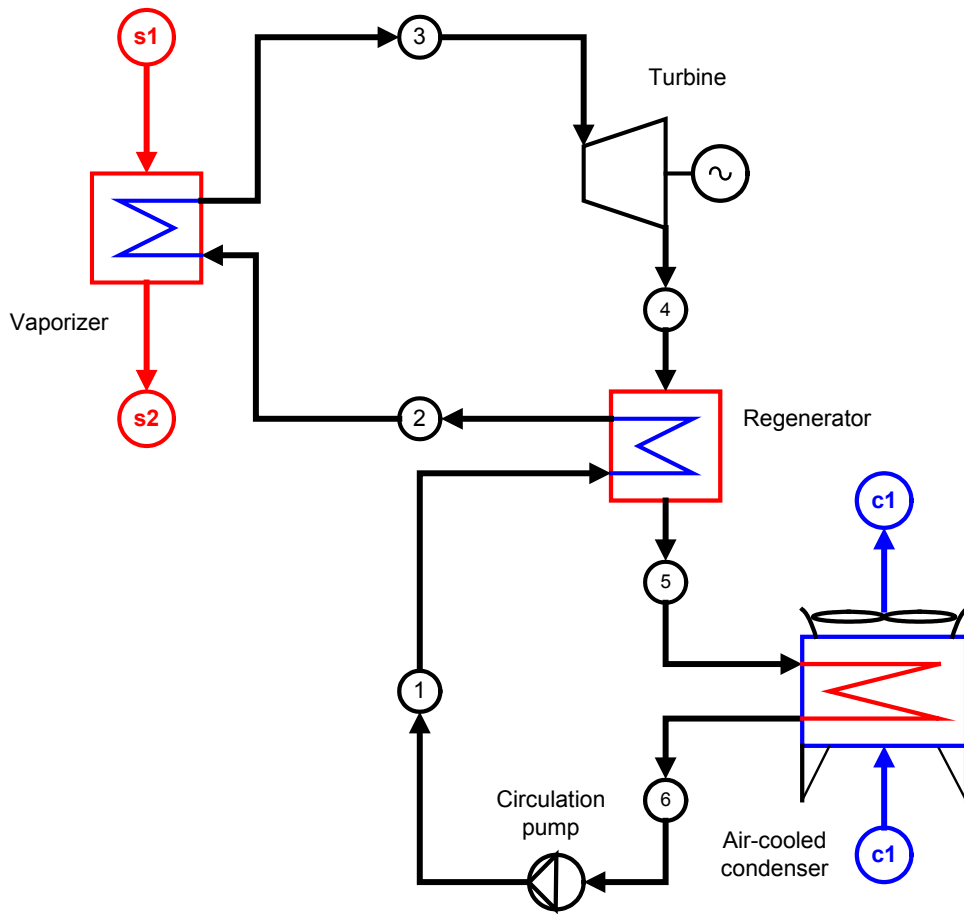 s1
3
Turbine
Vaporizer
4
s2
2
Regenerator
c1
5
1
6
Circulation
pump
Air-cooled
condenser
c1